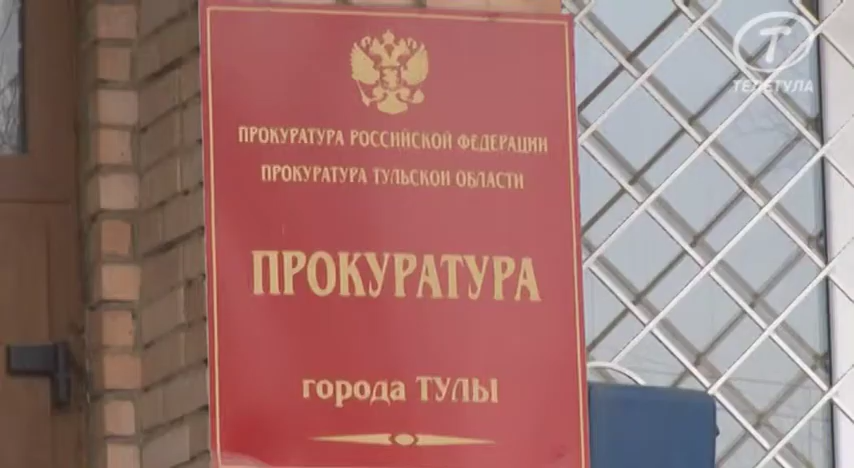 Т
ТЕЛЕТУЛА
ПРОКУРАТУРА РОССИЙСКОЙ ФЕДЕРАЦИИ
ПРОКУРАТУРА ТУЛЬСКОЙ ОБЛАСТИ
ПРОКУРАТУРА
города ТУЛЫ